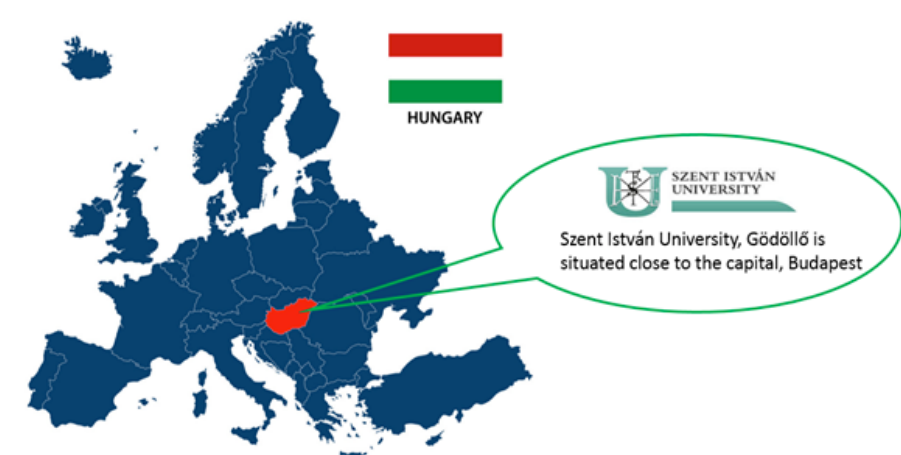 HUNGARY
SZENT ISTVÁN
UNIVERSITY
Szent István University, Gödöllő is
situated close to the capital, Budapest